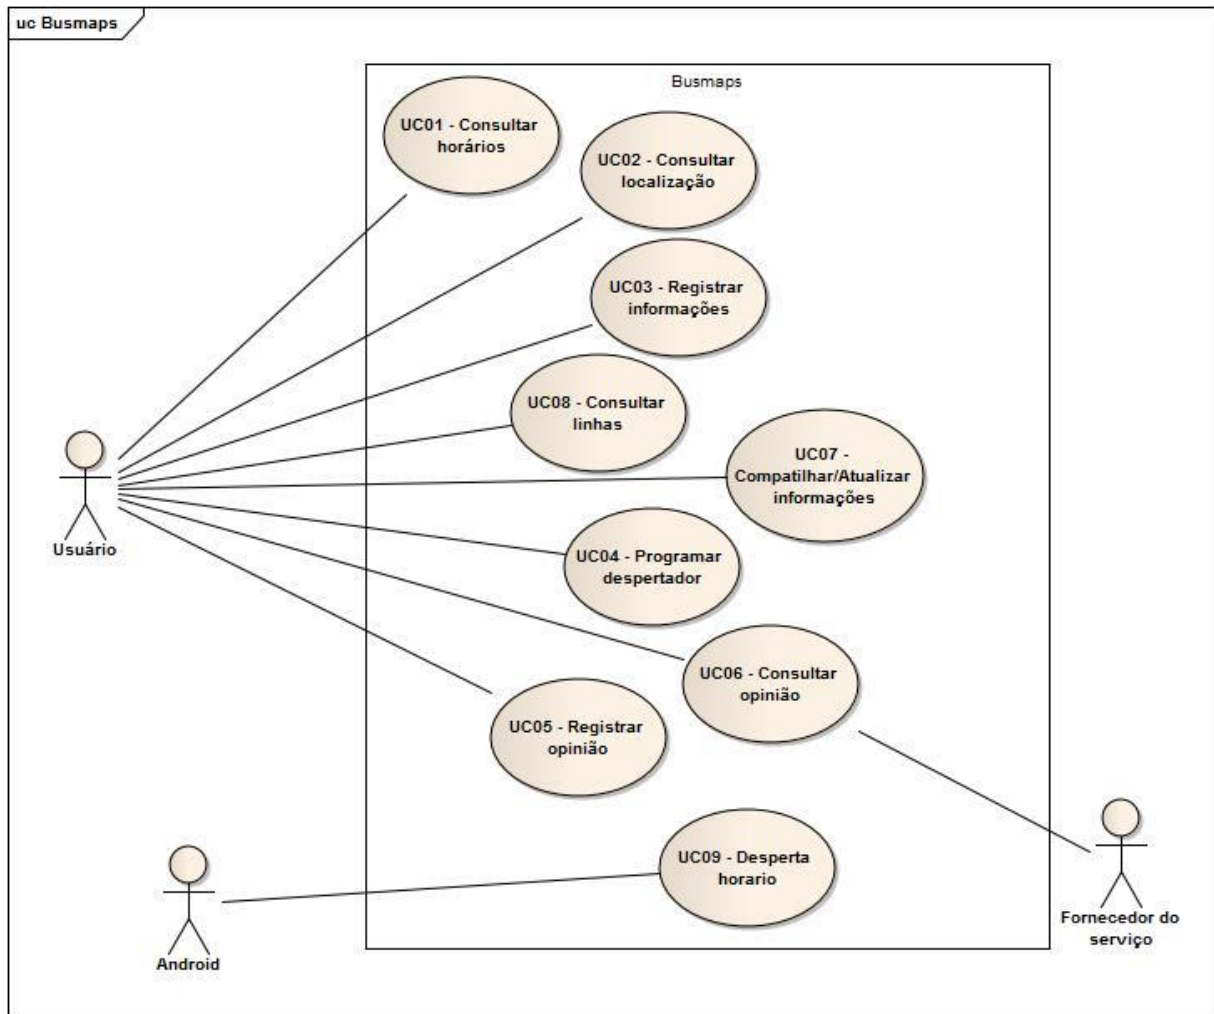 uc Busmaps
Busmaps
UC01 - Consultar
horários
UC02 - Consultar
localização
UC03 - Registrar
informações
UC08 - Consultar
linhas
UC07 -
Compatilhar/Atualizar
informações
Usuário
UC04 - Programar
despertador
UC06 - Consultar
opinião
UC05 - Registrar
opinião
UC09 - Desperta
horario
Android
Fornecedor do
serviço